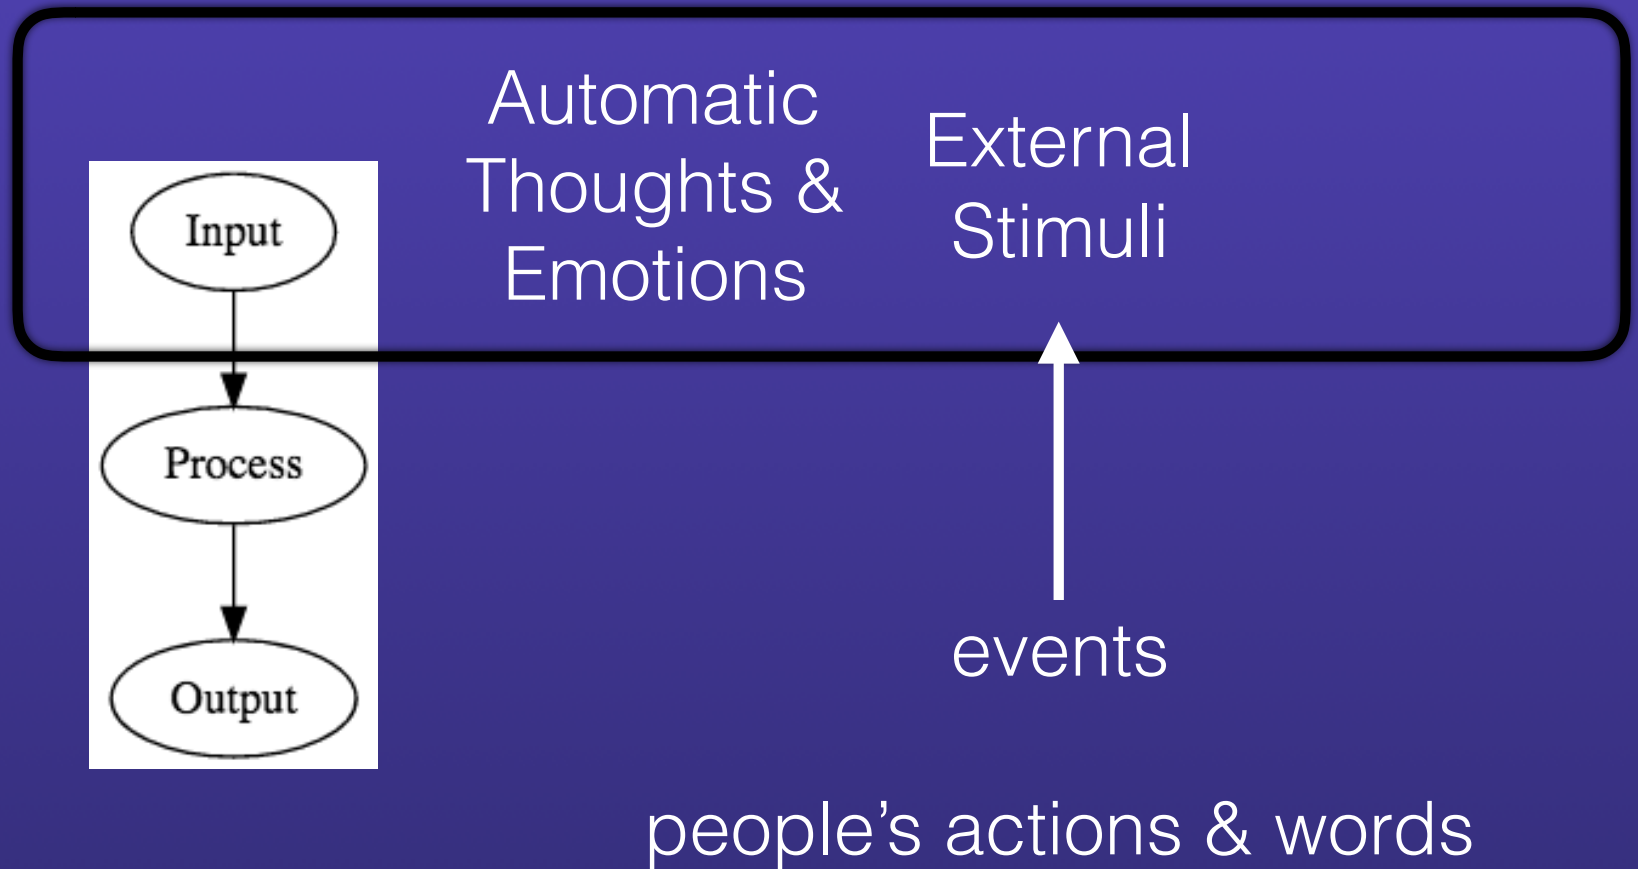 Input
Process
Output
Automatic
Thoughts &
Emotions
External
Stimuli
events
people’s actions & words